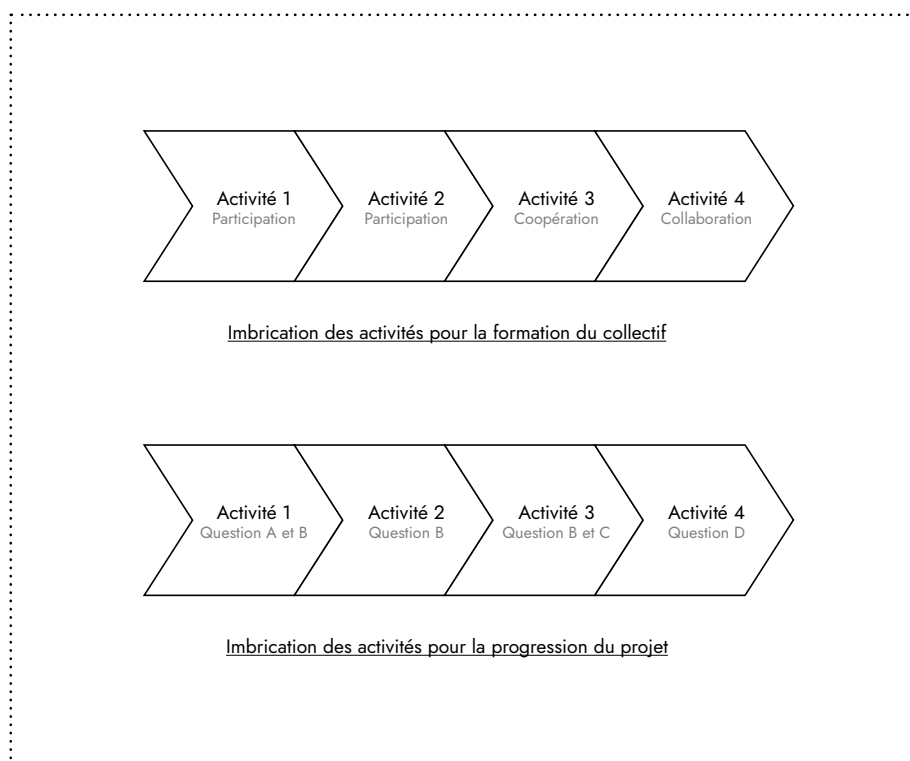 Activité 1 Activité 2 Activité 3 Activité 4
Participation Participation Coopération Collaboration
Imbrication des activités pour la formation du collectif
Activité 1 Activité 2 Activité 3 Activité 4
Question A et B Question B Question B et C Question D
Imbrication des activités pour la progression du projet